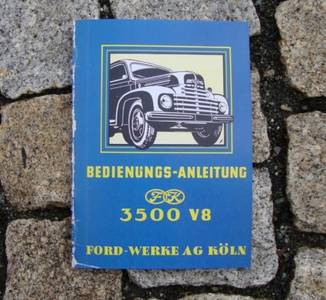 BEDIENUNGS-ANLEITUNG
FK
3500 V8
FORD-WERKE AG KÖLN